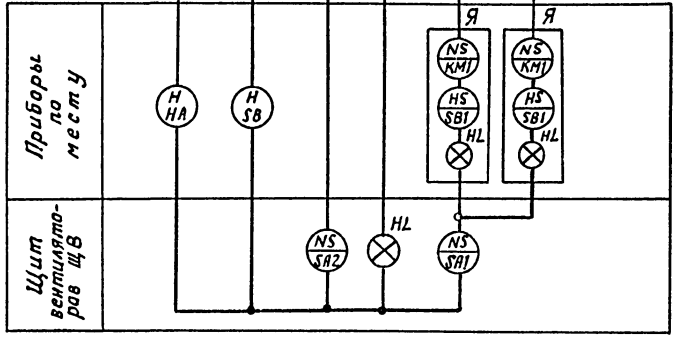 Приборы
по
месту
Я
Я
NS
KM1
NS
KM1
H
HA
H
SB
HS
SB1
HS
SB1
HL
HL
Щит
вентилято-
рав ЩВ
NS
SA2
HL
NS
SA1